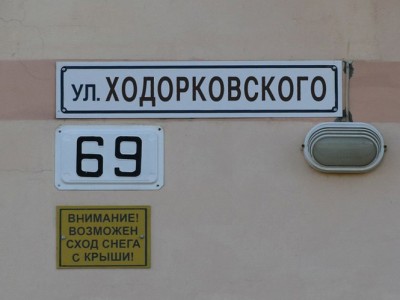 УЛ. ХОДОРКОВСКОГО
69
ВНИМАНИЕ!
ВОЗМОЖЕН
СХОД СНЕГА
С КРЫШИ!